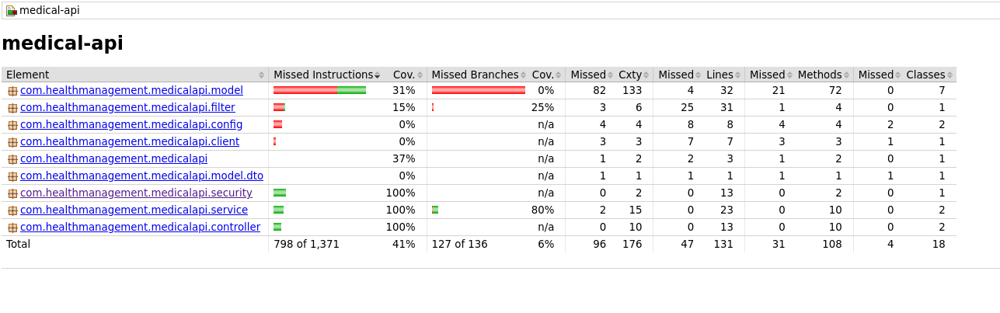 medical-api
medical-api
Element Missed Instructions Cov. Missed Branches Cov. Missed Cxty Missed Lines Missed Methods Missed Classes
com.healthmanagement.medicalapi.model 31% 0% 82 133 4 32 21 72 0 7
com.healthmanagement.medicalapi.filter 15% 25% 3 6 25 31 1 4 0 1
com.healthmanagement.medicalapi.config 0% n/a 4 4 8 8 4 4 2 2
com.healthmanagement.medicalapi.client 0% n/a 3 3 7 7 3 3 1 1
com.healthmanagement.medicalapi 37% n/a 1 2 2 3 1 2 0 1
com.healthmanagement.medicalapi.model.dto 0% n/a 1 1 1 1 1 1 1 1
com.healthmanagement.medicalapi.security 100% n/a 0 2 0 13 0 2 0 1
com.healthmanagement.medicalapi.service 100% 80% 2 15 0 23 0 10 0 2
com.healthmanagement.medicalapi.controller 100% n/a 0 10 0 13 0 10 0 2
Total 798 of 1,371 41% 127 of 136 6% 96 176 47 131 31 108 4 18